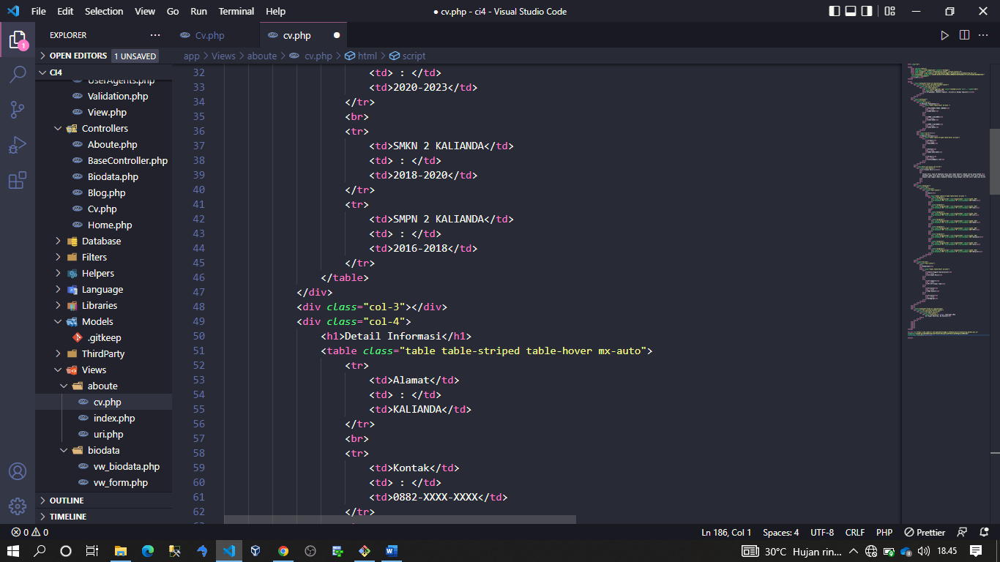 File Edit Selection View Go Run Terminal Help
● cv.php - ci4 - Visual Studio Code
EXPLORER
Cv.php
cv.php
OPEN EDITORS 1 UNSAVED
app > Views > aboute > cv.php > html > script
CI4
UserAgents.php
Validation.php
View.php
Controllers
Aboute.php
BaseController.php
Biodata.php
Blog.php
Cv.php
Home.php
Database
Filters
Helpers
Language
Libraries
Models
.gitkeep
ThirdParty
Views
aboute
cv.php
index.php
uri.php
biodata
vw_biodata.php
vw_form.php
OUTLINE
TIMELINE
1
32 <td> : </td>
33 <td>2020-2023</td>
34 </tr>
35 <br>
36 <tr>
37 <td>SMKN 2 KALIANDA</td>
38 <td> : </td>
39 <td>2018-2020</td>
40 </tr>
41 <tr>
42 <td>SMPN 2 KALIANDA</td>
43 <td> : </td>
44 <td>2016-2018</td>
45 </tr>
46 </table>
47 </div>
48 <div class="col-3"></div>
49 <div class="col-4">
50 <h1>Detail Informasi</h1>
51 <table class="table table-striped table-hover mx-auto">
52 <tr>
53 <td>Alamat</td>
54 <td> : </td>
55 <td>KALIANDA</td>
56 </tr>
57 <br>
58 <tr>
59 <td>Kontak</td>
60 <td> : </td>
61 <td>0882-XXXX-XXXX</td>
62 </tr>
0 0
Ln 186, Col 1 Spaces: 4 UTF-8 CRLF PHP Prettier
30°C Hujan rin... 18.45